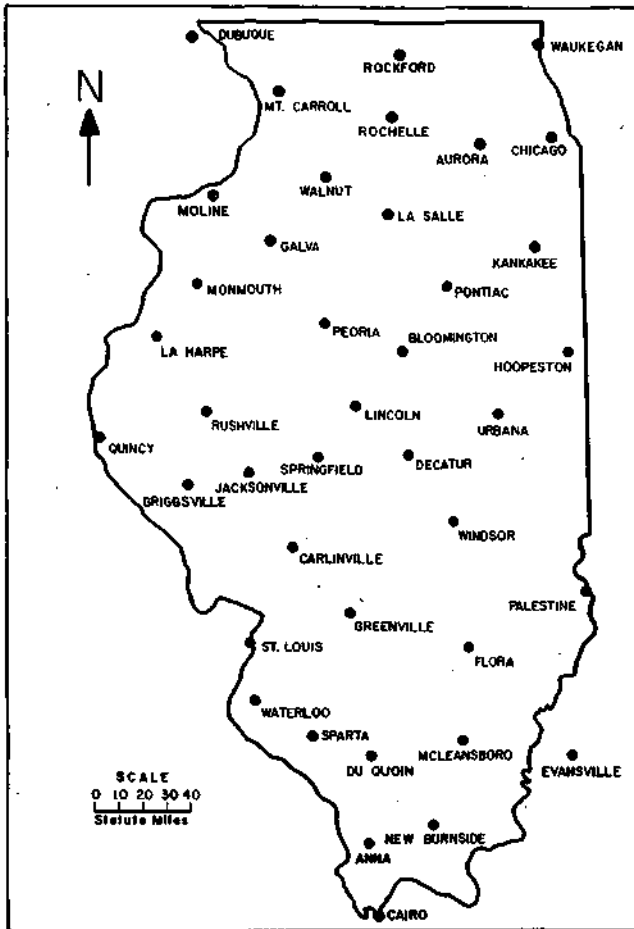 DUBUQUE
WAUKEGAN
ROCKFORD
N
MT. CARROLL
ROCHELLE
AURORA
CHICAGO
WALNUT
MOLINE
LA SALLE
GALVA
KANKAKEE
MONMOUTH
PONTIAC
PEORIA
BLOOMINGTON
LA HARPE
HOOPESTON
RUSHVILLE
LINCOLN
URBANA
QUINCY
SPRINGFIELD
DECATUR
JACKSONVILLE
GRIGGSVILLE
WINDSOR
CARLINVILLE
PALESTINE
GREENVILLE
ST. LOUIS
FLORA
WATERLOO
SPARTA
MCLEANSBORO
DU QUOIN
EVANSVILLE
SCALE
0 10 20 30 40
Statute Miles
NEW BURNSIDE
ANNA
CAIRO